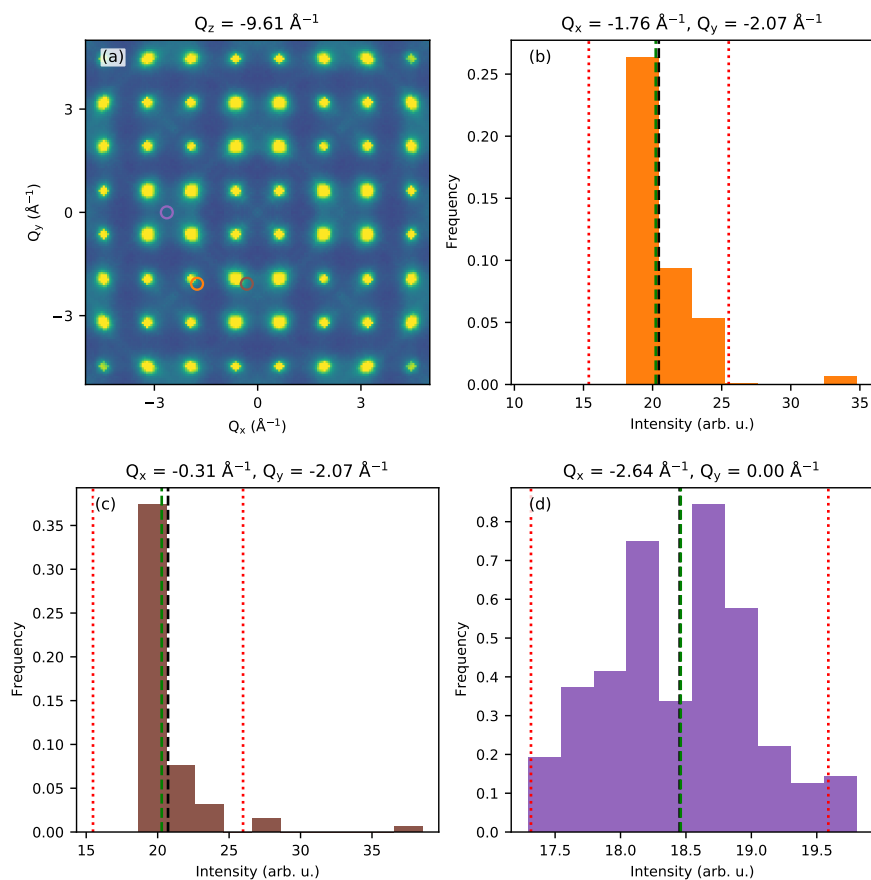 Q_z = -9.61 Å⁻¹
(a)
3
0
−3
Q_y (Å⁻¹)
−3 0 3
Q_x (Å⁻¹)
Q_x = -1.76 Å⁻¹, Q_y = -2.07 Å⁻¹
(b)
0.25
0.20
0.15
0.10
0.05
0.00
Frequency
10 15 20 25 30 35
Intensity (arb. u.)
Q_x = -0.31 Å⁻¹, Q_y = -2.07 Å⁻¹
(c)
0.35
0.30
0.25
0.20
0.15
0.10
0.05
0.00
Frequency
15 20 25 30 35
Intensity (arb. u.)
Q_x = -2.64 Å⁻¹, Q_y = 0.00 Å⁻¹
(d)
0.8
0.7
0.6
0.5
0.4
0.3
0.2
0.1
0.0
Frequency
17.5 18.0 18.5 19.0 19.5
Intensity (arb. u.)